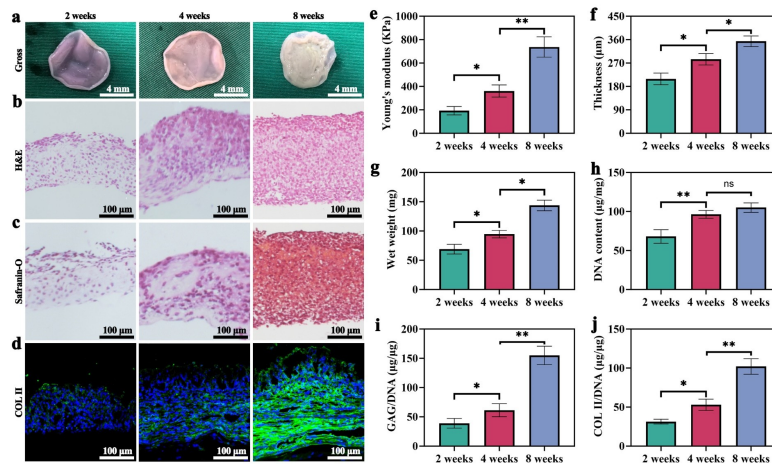 2 weeks 4 weeks 8 weeks
a Gross 4 mm 4 mm 4 mm
b H&E 100 μm 100 μm 100 μm
c Safranin-O 100 μm 100 μm 100 μm
d COL II 100 μm 100 μm 100 μm
e
Young's modulus (KPa)
1000
800
600
400
200
0
* **
2 weeks 4 weeks 8 weeks
f
Thickness (μm)
450
360
270
180
90
0
* *
2 weeks 4 weeks 8 weeks
g
Wet weight (mg)
200
150
100
50
0
* *
2 weeks 4 weeks 8 weeks
h
DNA content (μg/mg)
200
150
100
50
0
** ns
2 weeks 4 weeks 8 weeks
i
GAG/DNA (μg/μg)
200
150
100
50
0
* **
2 weeks 4 weeks 8 weeks
j
COL II/DNA (μg/μg)
150
100
50
0
* **
2 weeks 4 weeks 8 weeks